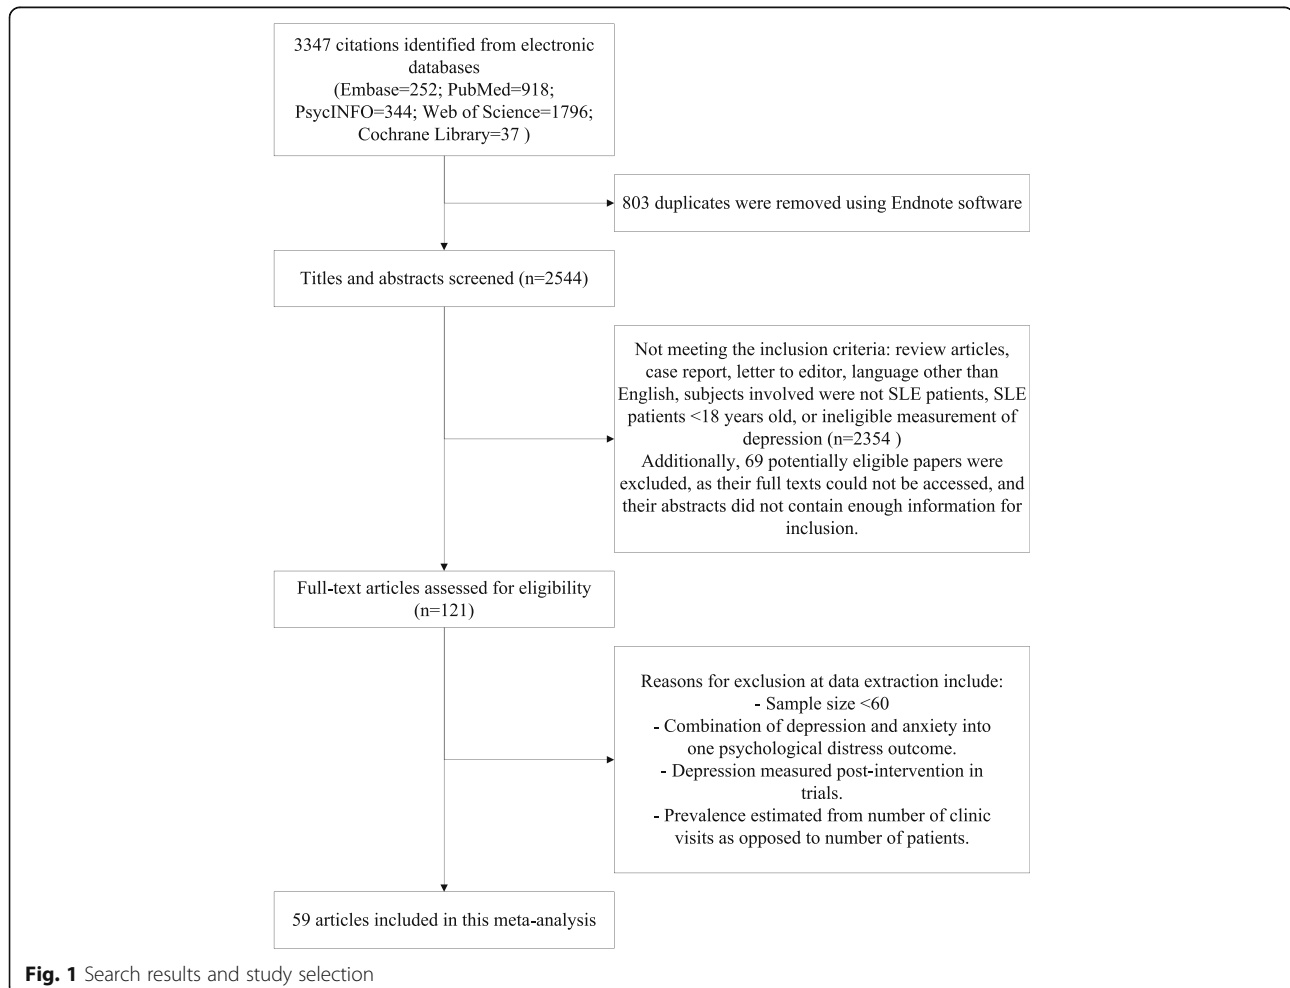 3347 citations identified from electronic
databases
(Embase=252; PubMed=918;
PsycINFO=344; Web of Science=1796;
Cochrane Library=37 )
803 duplicates were removed using Endnote software
Titles and abstracts screened (n=2544)
Not meeting the inclusion criteria: review articles,
case report, letter to editor, language other than
English, subjects involved were not SLE patients, SLE
patients <18 years old, or ineligible measurement of
depression (n=2354 )
Additionally, 69 potentially eligible papers were
excluded, as their full texts could not be accessed, and
their abstracts did not contain enough information for
inclusion.
Full-text articles assessed for eligibility
(n=121)
Reasons for exclusion at data extraction include:
- Sample size <60
- Combination of depression and anxiety into
one psychological distress outcome.
- Depression measured post-intervention in
trials.
- Prevalence estimated from number of clinic
visits as opposed to number of patients.
59 articles included in this meta-analysis
Fig. 1 Search results and study selection